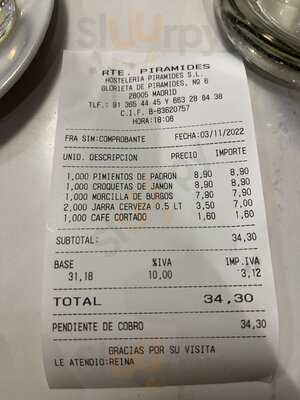 sluurpy
RTE. PIRAMIDES
HOSTELERIA PIRAMIDES S.L.
GLORIETA DE PIRAMIDES, NQ 6
28005 MADRID
TLF.: 91 365 44 45 Y 663 28 84 38
C.I.F. B-83620757
HORA:18:06
FRA SIM:COMPROBANTE FECHA:03/11/2022
UNID. DESCRIPCION PRECIO IMPORTE
1,000 PIMIENTOS DE PADRON 8,90 8,90
1,000 CROQUETAS DE JAMON 8,90 8,90
1,000 MORCILLA DE BURGOS 7,90 7,90
2,000 JARRA CERVEZA 0.5 LT 3,50 7,00
1,000 CAFE CORTADO 1,60 1,60
SUBTOTAL: 34,30
BASE %IVA IMP.IVA
31,18 10,00 3,12
TOTAL 34,30
PENDIENTE DE COBRO 34,30
GRACIAS POR SU VISITA
LE ATENDIO:REINA